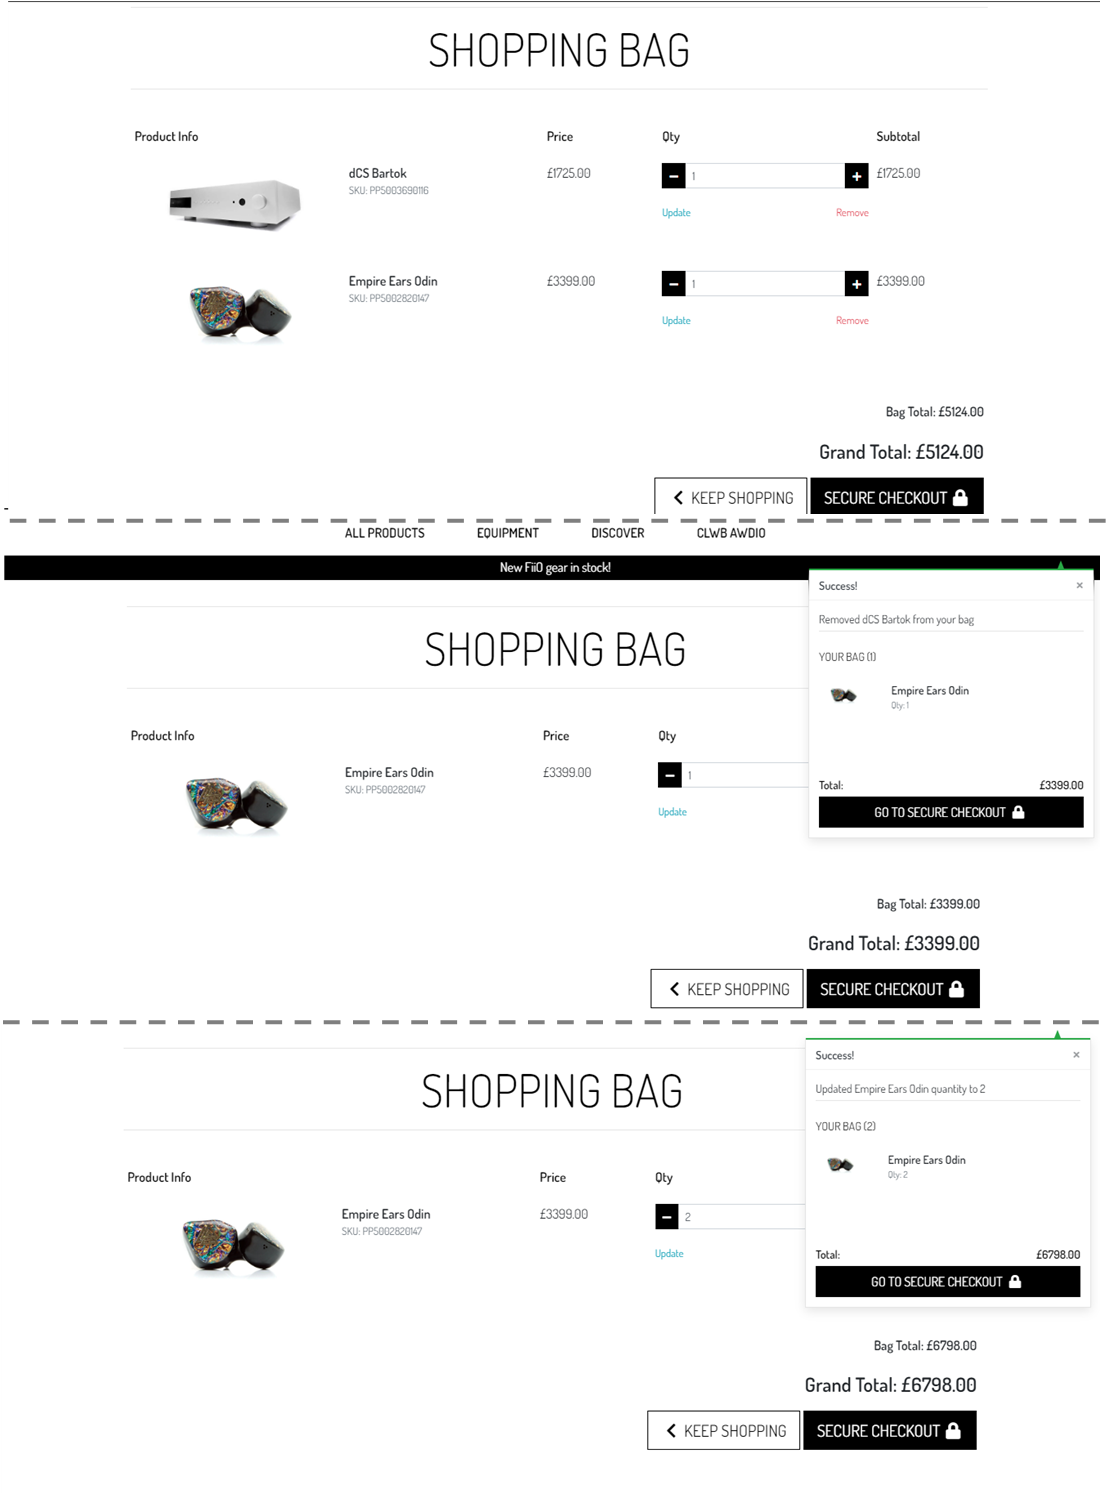 SHOPPING BAG
Product Info Price Qty Subtotal
dCS Bartok £1725.00 1 £1725.00
SKU: PP5003690116
Update Remove
Empire Ears Odin £3399.00 1 £3399.00
SKU: PP5002820147
Update Remove
Bag Total: £5124.00
Grand Total: £5124.00
KEEP SHOPPING SECURE CHECKOUT
ALL PRODUCTS EQUIPMENT DISCOVER CLWB AWDIO
New FiiO gear in stock!
Success! ×
Removed dCS Bartok from your bag
SHOPPING BAG
YOUR BAG (1)
Empire Ears Odin
Qty: 1
Product Info Price Qty
Empire Ears Odin £3399.00 1
SKU: PP5002820147
Total: £3399.00
Update
GO TO SECURE CHECKOUT
Bag Total: £3399.00
Grand Total: £3399.00
KEEP SHOPPING SECURE CHECKOUT
Success! ×
Updated Empire Ears Odin quantity to 2
SHOPPING BAG
YOUR BAG (2)
Empire Ears Odin
Qty: 2
Product Info Price Qty
Empire Ears Odin £3399.00 2
SKU: PP5002820147
Update
Total: £6798.00
GO TO SECURE CHECKOUT
Bag Total: £6798.00
Grand Total: £6798.00
KEEP SHOPPING SECURE CHECKOUT